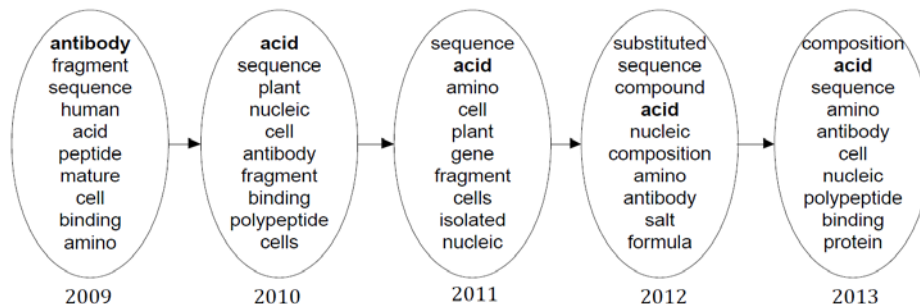 antibody
fragment
sequence
human
acid
peptide
mature
cell
binding
amino
2009
acid
sequence
plant
nucleic
cell
antibody
fragment
binding
polypeptide
cells
2010
sequence
acid
amino
cell
plant
gene
fragment
cells
isolated
nucleic
2011
substituted
sequence
compound
acid
nucleic
composition
amino
antibody
salt
formula
2012
composition
acid
sequence
amino
antibody
cell
nucleic
polypeptide
binding
protein
2013